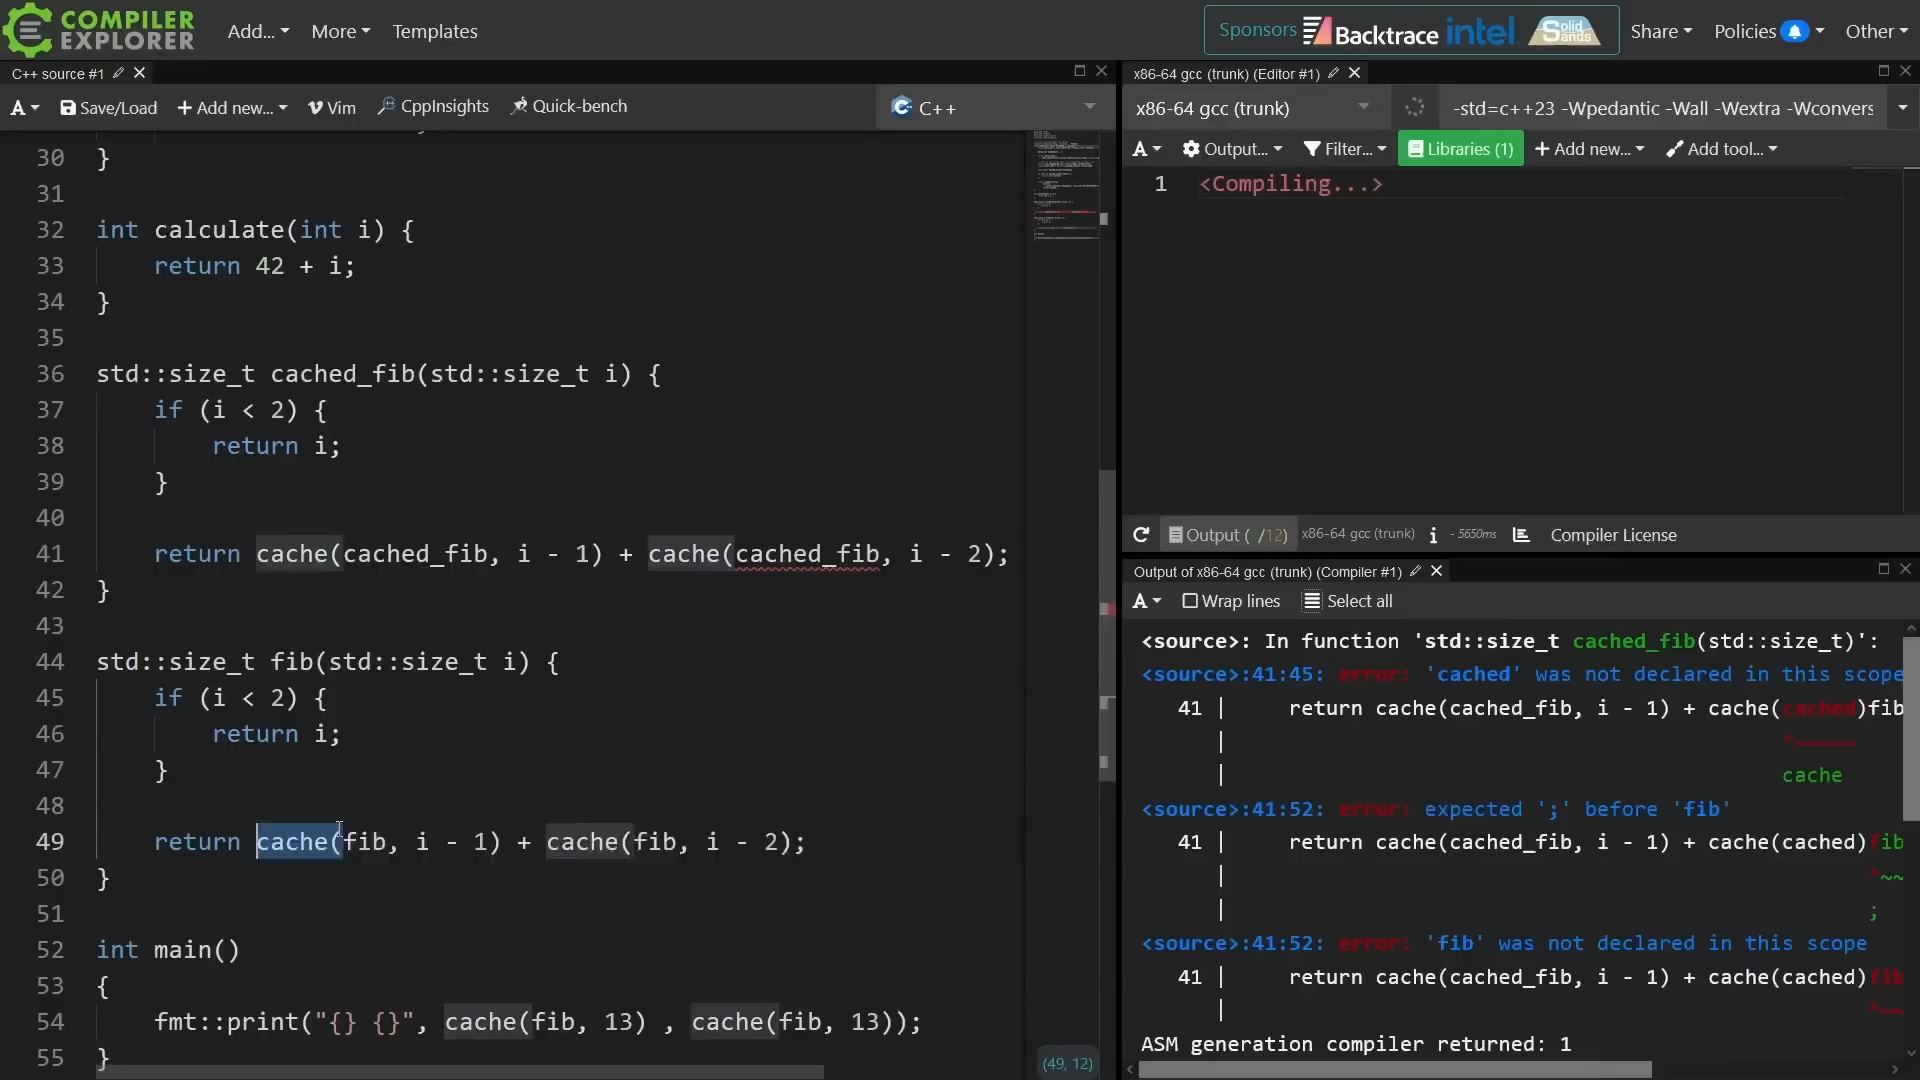 COMPILER
EXPLORER
Add...
More
Templates
Sponsors
Backtrace
intel
Solid
Sands
Share
Policies
Other
C++ source #1
A
Save/Load
Add new...
Vim
CppInsights
Quick-bench
C++
30 }
31
32 int calculate(int i) {
33 return 42 + i;
34 }
35
36 std::size_t cached_fib(std::size_t i) {
37 if (i < 2) {
38 return i;
39 }
40
41 return cache(cached_fib, i - 1) + cache(cached_fib, i - 2);
42 }
43
44 std::size_t fib(std::size_t i) {
45 if (i < 2) {
46 return i;
47 }
48
49 return cache(fib, i - 1) + cache(fib, i - 2);
50 }
51
52 int main()
53 {
54 fmt::print("{} {}", cache(fib, 13) , cache(fib, 13));
55 }
(49, 12)
x86-64 gcc (trunk) (Editor #1)
x86-64 gcc (trunk)
-std=c++23 -Wpedantic -Wall -Wextra -Wconvers
A
Output...
Filter...
Libraries (1)
Add new...
Add tool...
1 <Compiling...>
Output ( /12)
x86-64 gcc (trunk)
i
- 5650ms
Compiler License
Output of x86-64 gcc (trunk) (Compiler #1)
A
Wrap lines
Select all
<source>: In function 'std::size_t cached_fib(std::size_t)':
<source>:41:45: error: 'cached' was not declared in this scope
41 | return cache(cached_fib, i - 1) + cache(cached)fib
| ^~~~~~
| cache
<source>:41:52: error: expected ';' before 'fib'
41 | return cache(cached_fib, i - 1) + cache(cached)fib
| ^~~
| ;
<source>:41:52: error: 'fib' was not declared in this scope
41 | return cache(cached_fib, i - 1) + cache(cached)fib
| ^~~
ASM generation compiler returned: 1